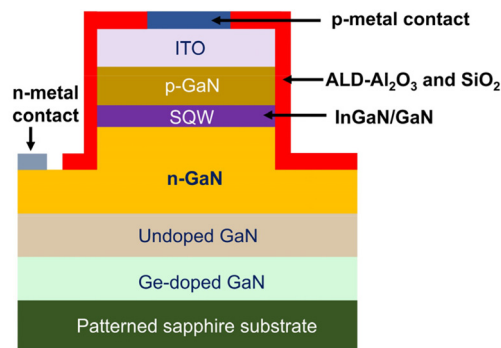 p-metal contact
ITO
ALD-Al₂O₃ and SiO₂
p-GaN
n-metal
contact
SQW
InGaN/GaN
n-GaN
Undoped GaN
Ge-doped GaN
Patterned sapphire substrate